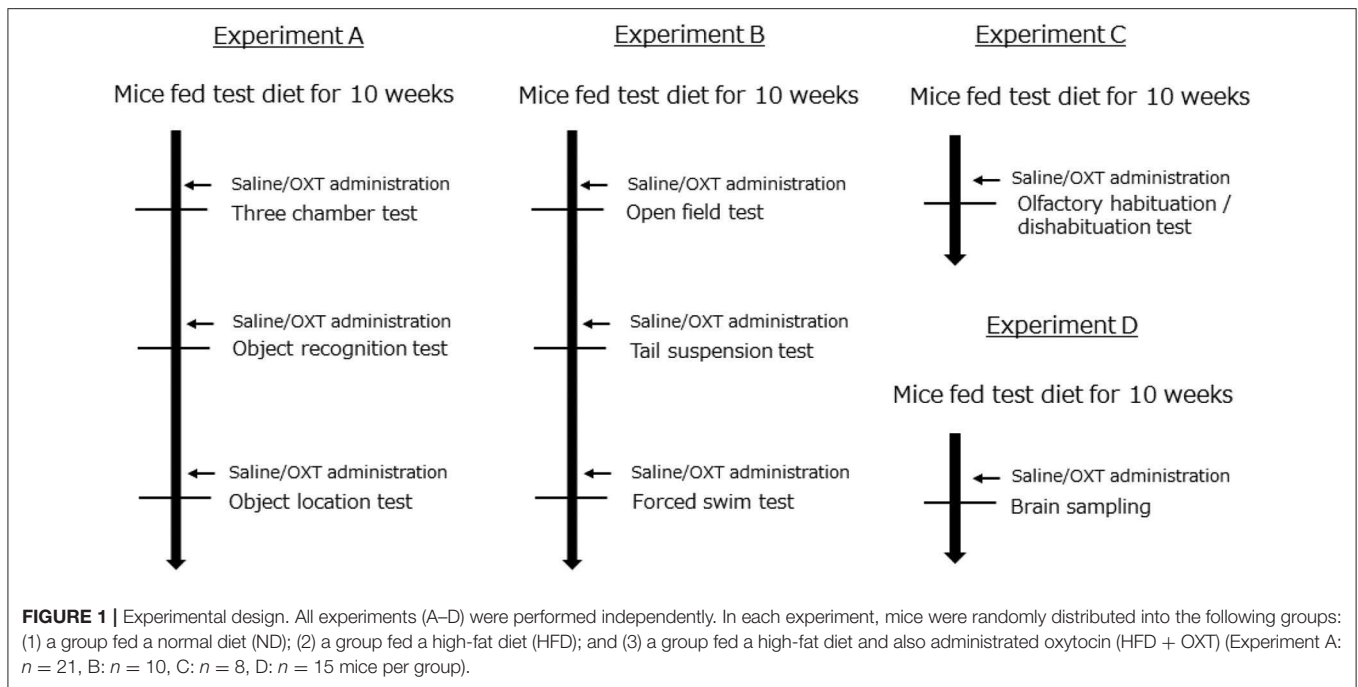 Experiment A
Mice fed test diet for 10 weeks
Saline/OXT administration
Three chamber test
Saline/OXT administration
Object recognition test
Saline/OXT administration
Object location test
Experiment B
Mice fed test diet for 10 weeks
Saline/OXT administration
Open field test
Saline/OXT administration
Tail suspension test
Saline/OXT administration
Forced swim test
Experiment C
Mice fed test diet for 10 weeks
Saline/OXT administration
Olfactory habituation /
dishabituation test
Experiment D
Mice fed test diet for 10 weeks
Saline/OXT administration
Brain sampling
FIGURE 1 | Experimental design. All experiments (A–D) were performed independently. In each experiment, mice were randomly distributed into the following groups:
(1) a group fed a normal diet (ND); (2) a group fed a high-fat diet (HFD); and (3) a group fed a high-fat diet and also administrated oxytocin (HFD + OXT) (Experiment A:
n = 21, B: n = 10, C: n = 8, D: n = 15 mice per group).